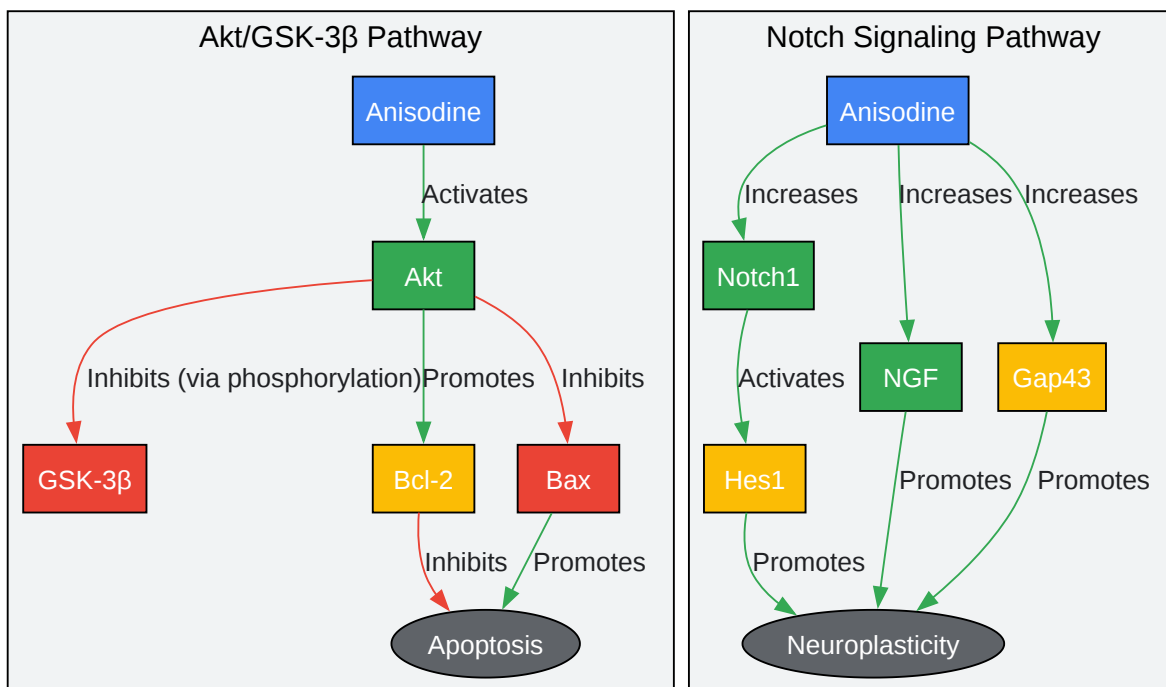 Akt/GSK-3β Pathway
Anisodine
Activates
Akt
Inhibits (via phosphorylation)
Promotes
Inhibits
GSK-3β
Bcl-2
Bax
Inhibits
Promotes
Apoptosis
Notch Signaling Pathway
Anisodine
Increases
Increases
Increases
Notch1
Activates
NGF
Gap43
Hes1
Promotes
Promotes
Promotes
Neuroplasticity